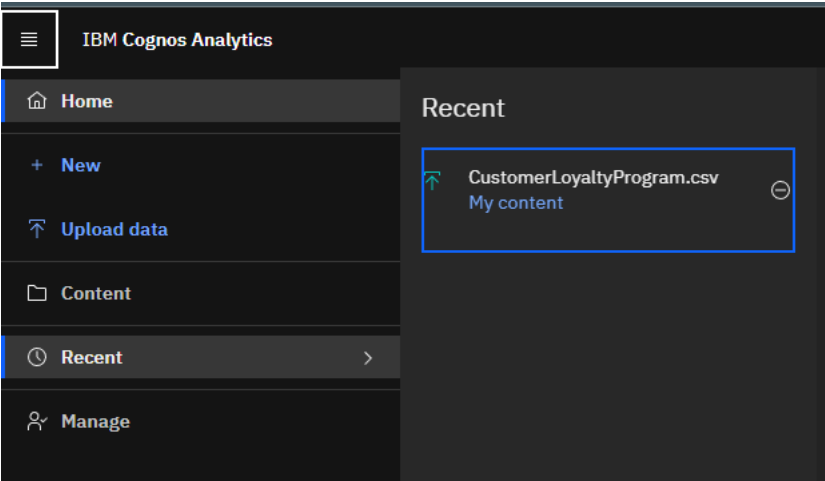 IBM Cognos Analytics
Home
New
Upload data
Content
Recent
Manage
Recent
CustomerLoyaltyProgram.csv
My content